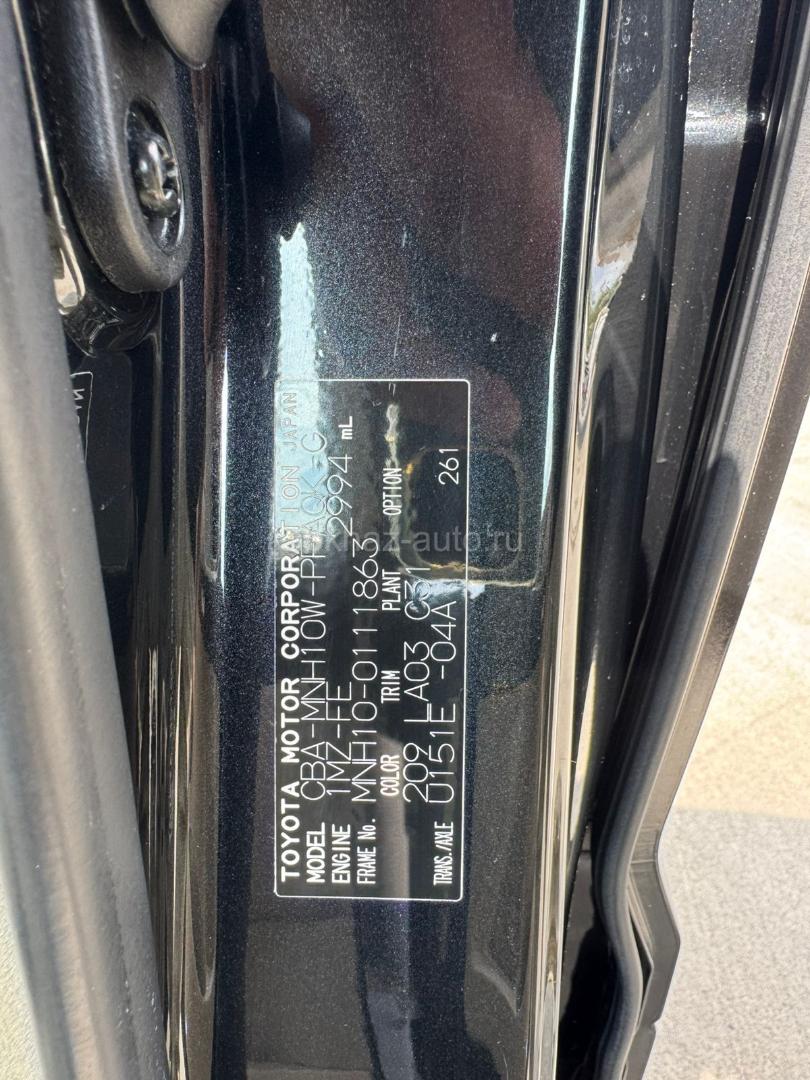 TOYOTA MOTOR CORPORATION JAPAN
MODEL CBA-MNH10W-PFAQK-G
ENGINE 1MZ-FE 2994 mL
FRAME No. MNH10-0111863
COLOR TRIM PLANT OPTION
209 LA03 C31
TRANS./AXLE U151E -04A 261